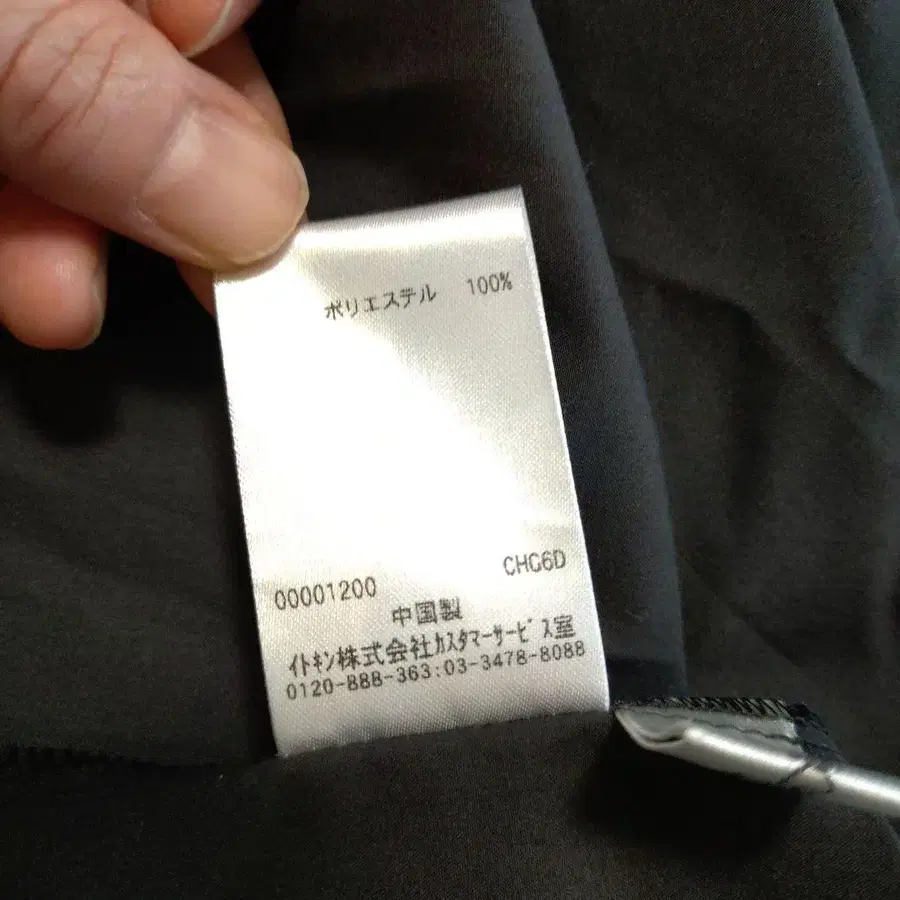 ポリエステル 100%
00001200 CHG6D
中国製
イトキン株式会社カスタマーサービス室
0120-888-363:03-3478-8088